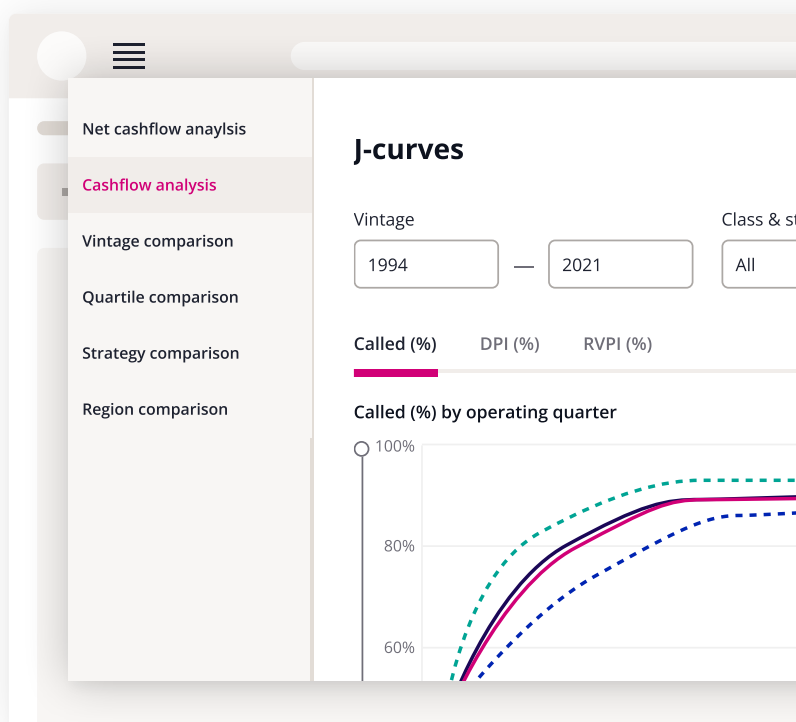 Net cashflow anaylsis
Cashflow analysis
Vintage comparison
Quartile comparison
Strategy comparison
Region comparison
J-curves
Vintage
Class &
1994 — 2021
All
Called (%) DPI (%) RVPI (%)
Called (%) by operating quarter
100%
80%
60%